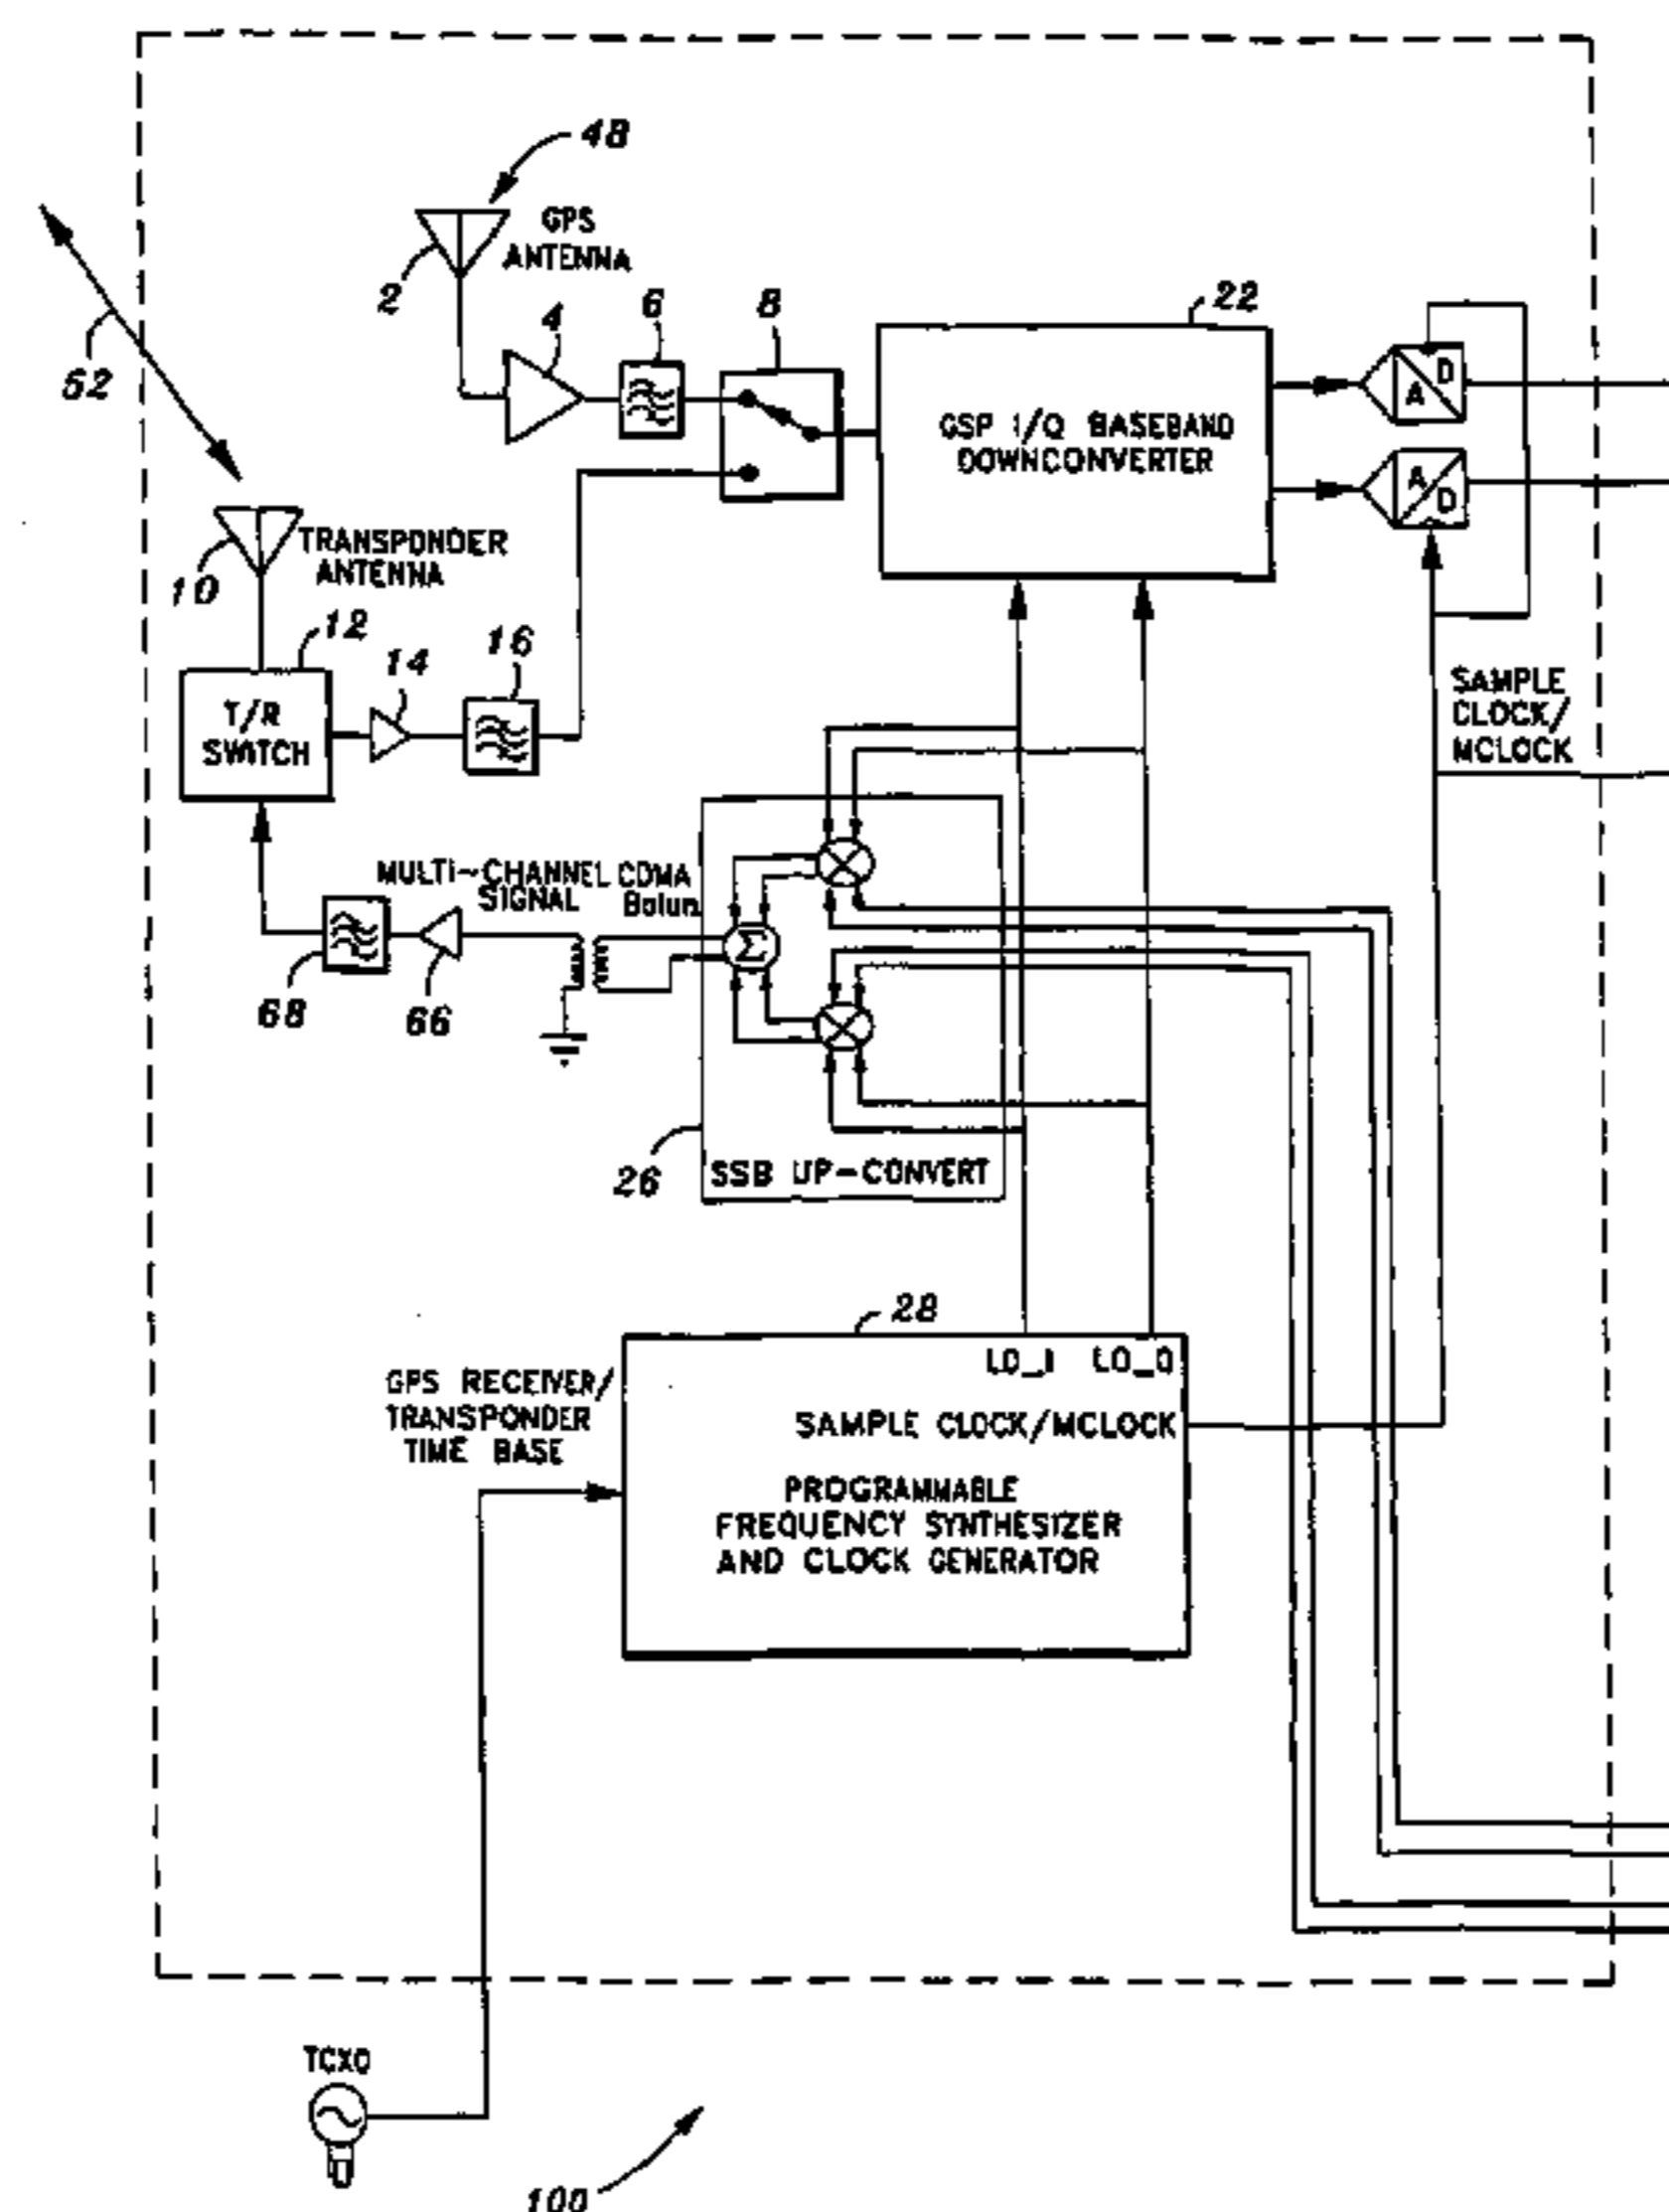 48
GPS
ANTENNA
2
4
6
8
22
52
GSP I/Q BASEBAND
DOWNCONVERTER
A
D
A
D
10
TRANSPONDER
ANTENNA
12
14
16
T/R
SWITCH
SAMPLE
CLOCK/
MCLOCK
MULTI-CHANNEL CDMA
SIGNAL
Balun
Σ
68
66
26
SSB UP-CONVERT
28
LO_I
LO_Q
GPS RECEIVER/
TRANSPONDER
TIME BASE
SAMPLE CLOCK/MCLOCK
PROGRAMMABLE
FREQUENCY SYNTHESIZER
AND CLOCK GENERATOR
TCXO
100